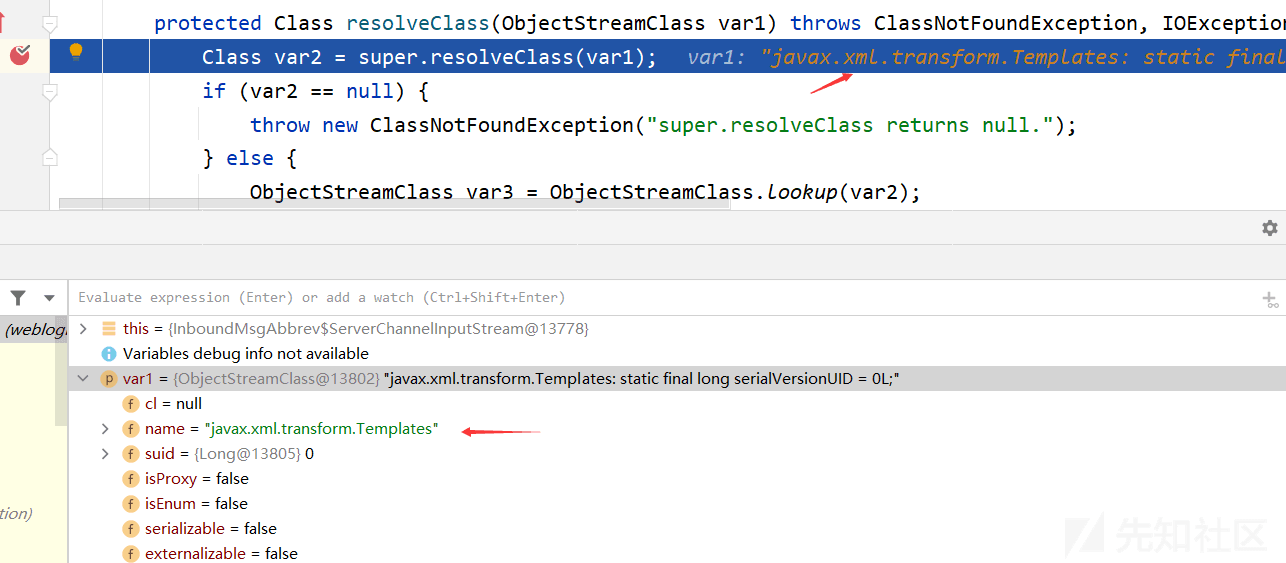 protected Class resolveClass(ObjectStreamClass var1) throws ClassNotFoundException, IOException
Class var2 = super.resolveClass(var1);   var1: "javax.xml.transform.Templates: static final
if (var2 == null) {
throw new ClassNotFoundException("super.resolveClass returns null.");
} else {
ObjectStreamClass var3 = ObjectStreamClass.lookup(var2);
Evaluate expression (Enter) or add a watch (Ctrl+Shift+Enter)
(weblog
this = {InboundMsgAbbrev$ServerChannelInputStream@13778}
Variables debug info not available
var1 = {ObjectStreamClass@13802} "javax.xml.transform.Templates: static final long serialVersionUID = 0L;"
cl = null
name = "javax.xml.transform.Templates"
suid = {Long@13805} 0
isProxy = false
isEnum = false
tion)
serializable = false
externalizable = false
先知社区